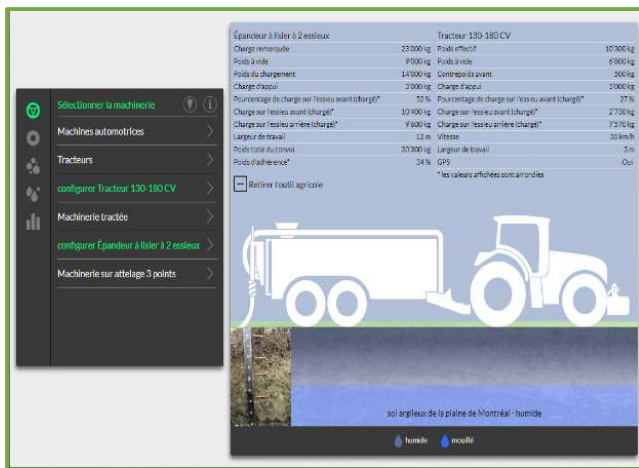 Sélectionner la machinerie
Machines automotrices
Tracteurs
configurer Tracteur 130-180 CV
Machinerie tractée
configurer Épandeur à lisier à 2 essieux
Machinerie sur attelage 3 points
Épandeur à lisier à 2 essieux
Charge remorquée 23'000 kg
Poids à vide 9'000 kg
Poids du chargement 14'000 kg
Charge d'appui 3'000 kg
Pourcentage de charge sur l'essieu avant (chargé)* 52 %
Charge sur l'essieu avant (chargé)* 10'400 kg
Charge sur l'essieu arrière (chargé)* 9'600 kg
Largeur de travail 12 m
Poids total du convoi 30'300 kg
Poids d'adhérence* 34 %
Retirer l'outil agricole
Tracteur 130-180 CV
Poids effectif 10'300 kg
Poids à vide 6'800 kg
Contrepoids avant 500 kg
Charge d'appui 3'000 kg
Pourcentage de charge sur l'essieu avant (chargé)* 27 %
Charge sur l'essieu avant (chargé)* 2'730 kg
Charge sur l'essieu arrière (chargé)* 7'570 kg
Vitesse 30 km/h
Largeur de travail 3 m
GPS Oui
* les valeurs affichées sont arrondies
sol argileux de la plaine de Montréal - humide
humide
mouillé